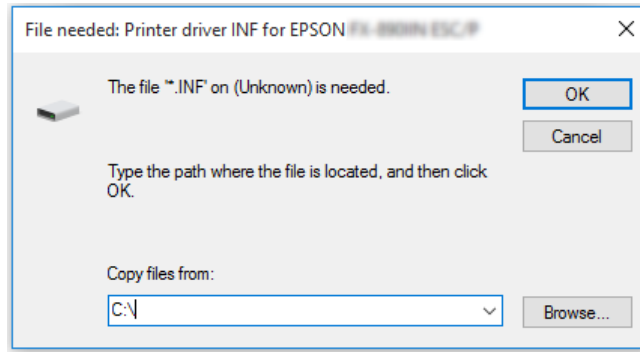 File needed: Printer driver INF for EPSON
The file '*.INF' on (Unknown) is needed.
OK
Cancel
Type the path where the file is located, and then click
OK.
Copy files from:
C:\
Browse...